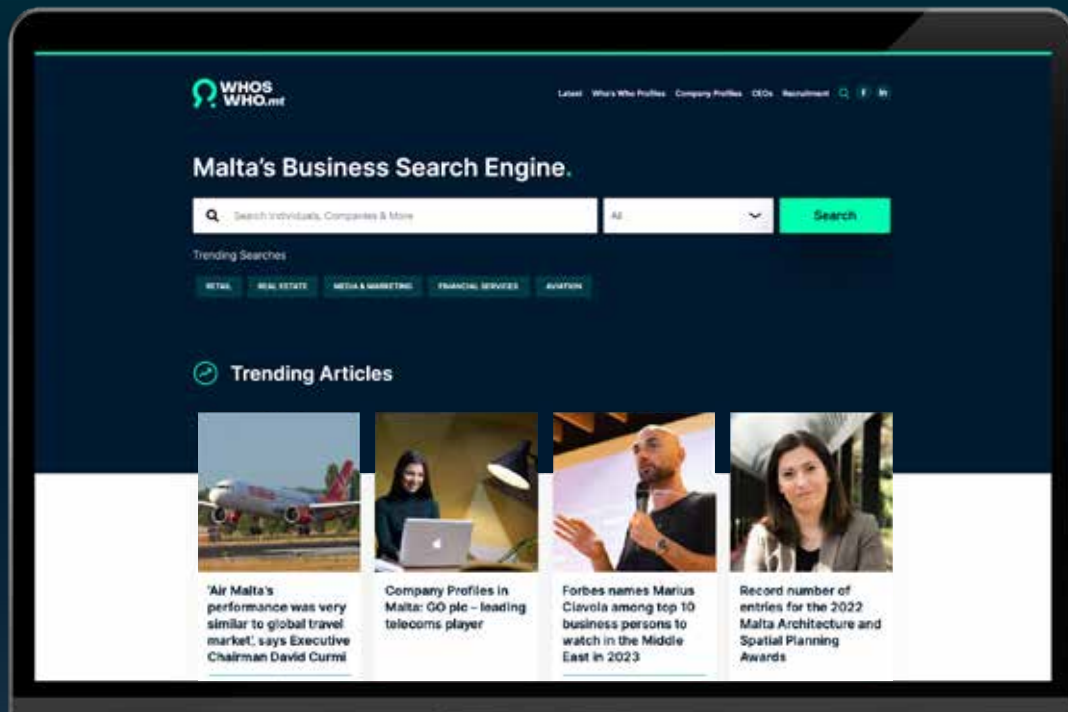 WHOS
WHO.mt
Latest Who's Who Profiles Company Profiles CEOs Recruitment
Malta's Business Search Engine.
Search Individuals, Companies & More All Search
Trending Searches
RETAIL REAL ESTATE MEDIA & MARKETING FINANCIAL SERVICES AVIATION
Trending Articles
'Air Malta's
performance was very
similar to global travel
market', says Executive
Chairman David Curmi
Company Profiles in
Malta: GO plc – leading
telecoms player
Forbes names Marius
Ciavola among top 10
business persons to
watch in the Middle
East in 2023
Record number of
entries for the 2022
Malta Architecture and
Spatial Planning
Awards